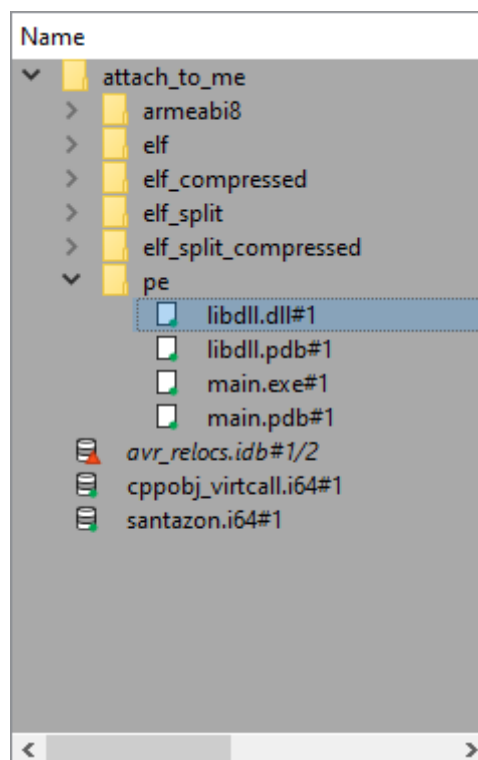 Name
attach_to_me
armeabi8
elf
elf_compressed
elf_split
elf_split_compressed
pe
libdll.dll#1
libdll.pdb#1
main.exe#1
main.pdb#1
avr_relocs.idb#1/2
cppobj_virtcall.i64#1
santazon.i64#1